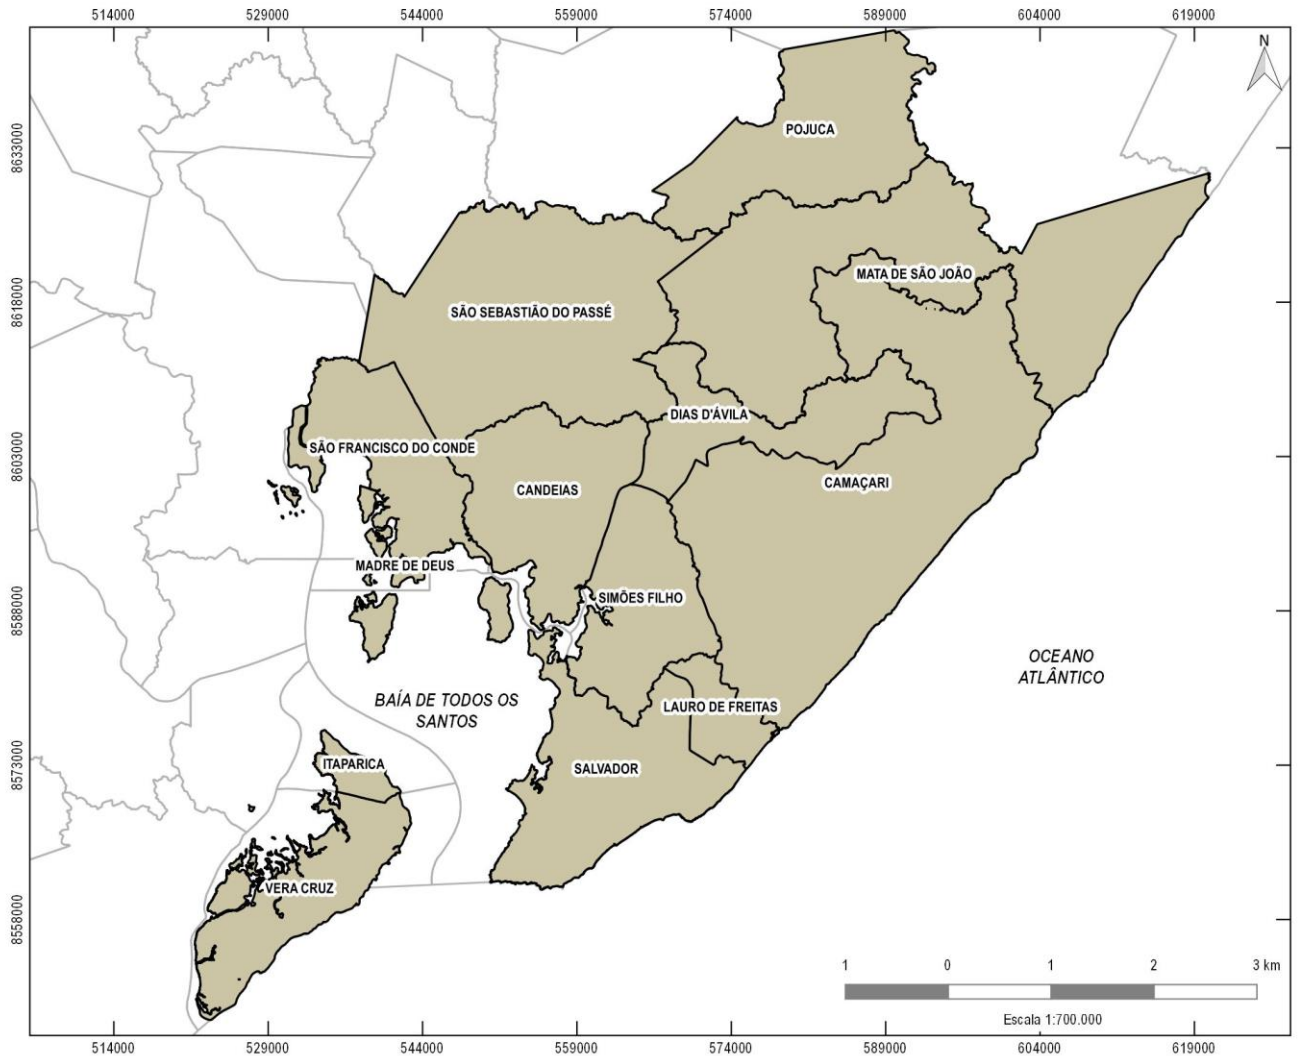 514000 529000 544000 559000 574000 589000 604000 619000
N
POJUCA
8633000
MATA DE SÃO JOÃO
8618000
SÃO SEBASTIÃO DO PASSÉ
DIAS D'ÁVILA
SÃO FRANCISCO DO CONDE
8603000
CAMAÇARI
CANDEIAS
MADRE DE DEUS
SIMÕES FILHO
8588000
OCEANO
ATLÂNTICO
BAÍA DE TODOS OS
SANTOS
LAURO DE FREITAS
ITAPARICA
SALVADOR
8573000
VERA CRUZ
8558000
1 0 1 2 3 km
Escala 1:700.000
514000 529000 544000 559000 574000 589000 604000 619000